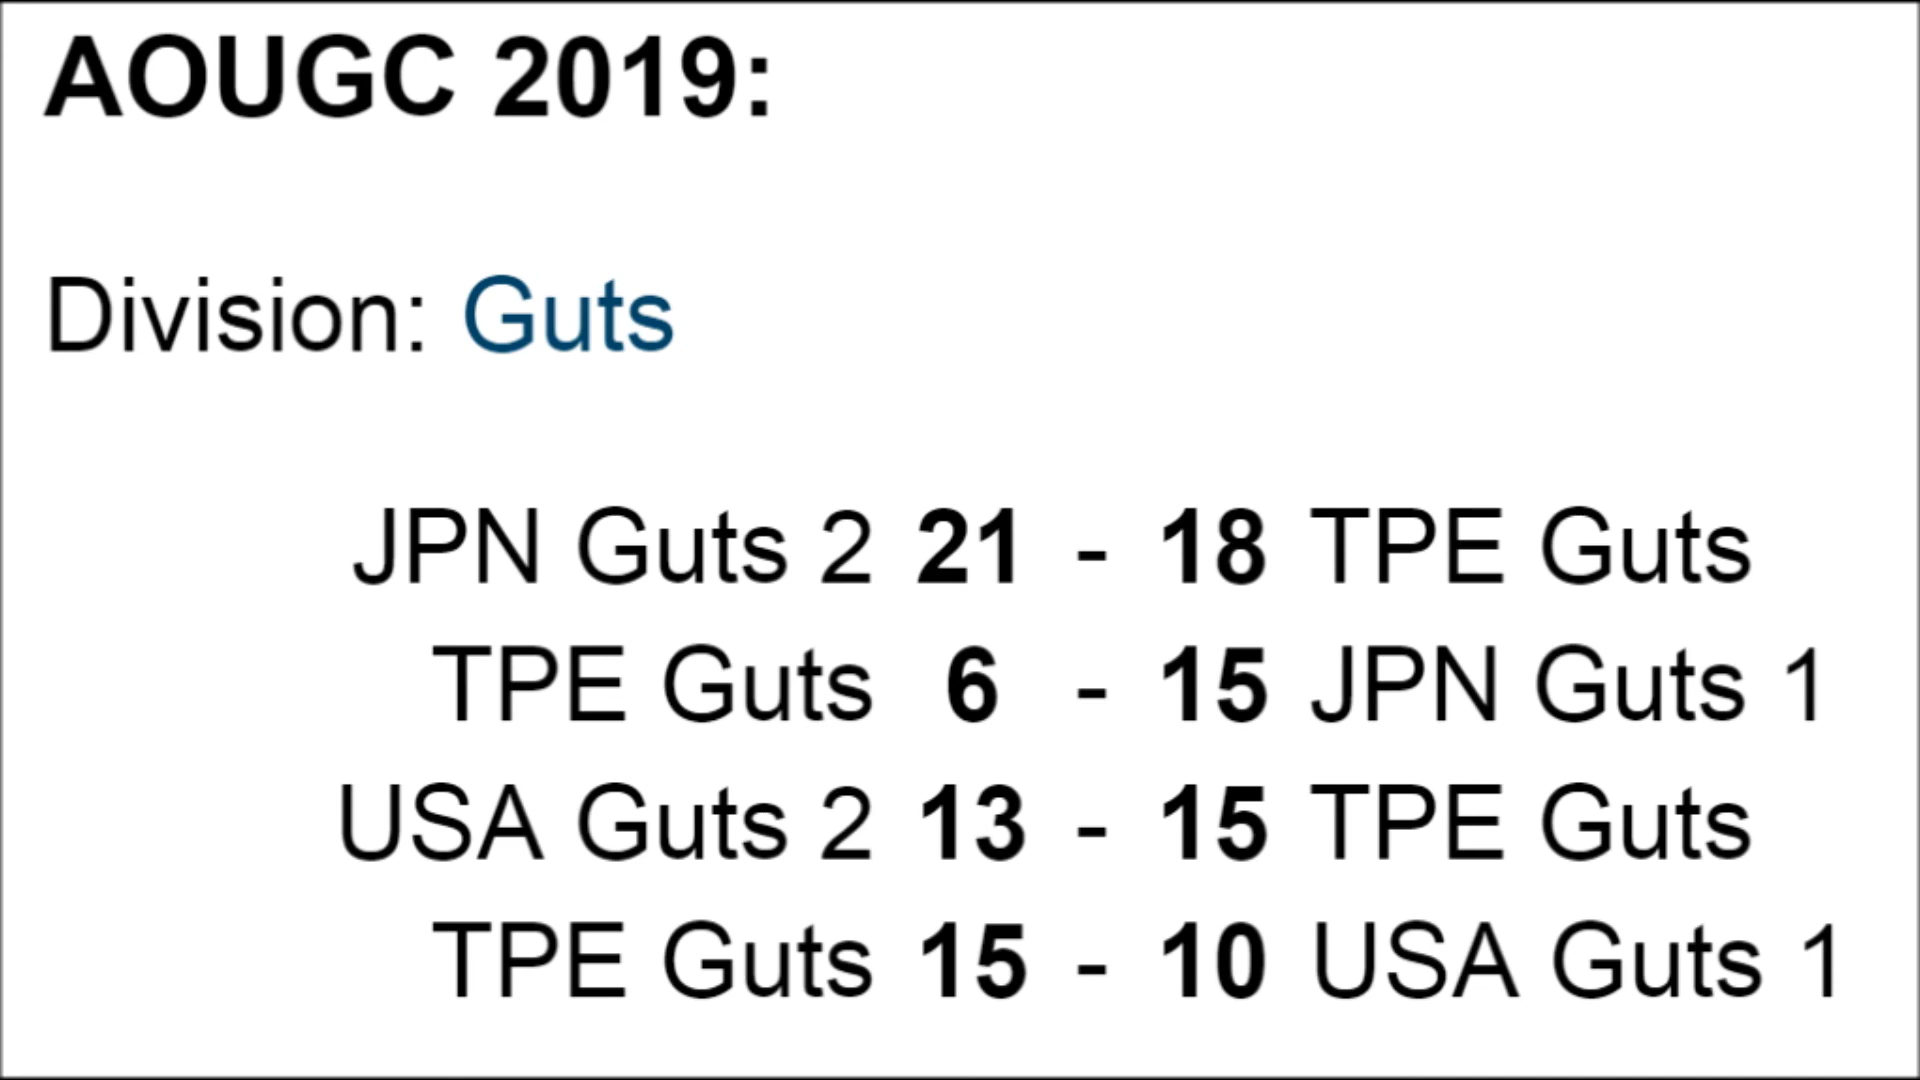 AOUGC 2019:
Division: Guts
JPN Guts 2 21 - 18 TPE Guts
TPE Guts 6 - 15 JPN Guts 1
USA Guts 2 13 - 15 TPE Guts
TPE Guts 15 - 10 USA Guts 1